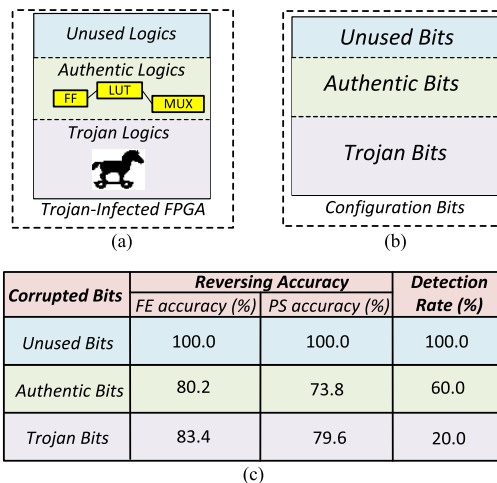 Unused Logics
Authentic Logics
FF
LUT
MUX
Trojan Logics
Trojan-Infected FPGA
(a)
Unused Bits
Authentic Bits
Trojan Bits
Configuration Bits
(b)
Corrupted Bits
Reversing Accuracy
Detection
Rate (%)
FE accuracy (%)
PS accuracy (%)
Unused Bits 100.0 100.0 100.0
Authentic Bits 80.2 73.8 60.0
Trojan Bits 83.4 79.6 20.0
(c)